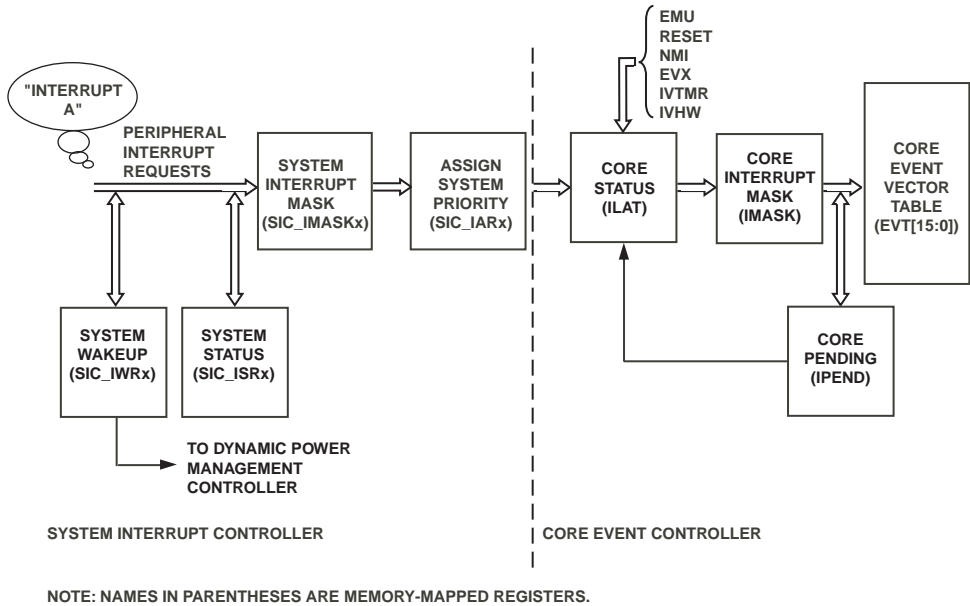 "INTERRUPT
A"
PERIPHERAL
INTERRUPT
REQUESTS
SYSTEM
INTERRUPT
MASK
(SIC_IMASKx)
ASSIGN
SYSTEM
PRIORITY
(SIC_IARx)
EMU
RESET
NMI
EVX
IVTMR
IVHW
CORE
STATUS
(ILAT)
CORE
INTERRUPT
MASK
(IMASK)
CORE
EVENT
VECTOR
TABLE
(EVT[15:0])
SYSTEM
WAKEUP
(SIC_IWRx)
SYSTEM
STATUS
(SIC_ISRx)
CORE
PENDING
(IPEND)
TO DYNAMIC POWER
MANAGEMENT
CONTROLLER
SYSTEM INTERRUPT CONTROLLER
CORE EVENT CONTROLLER
NOTE: NAMES IN PARENTHESES ARE MEMORY-MAPPED REGISTERS.